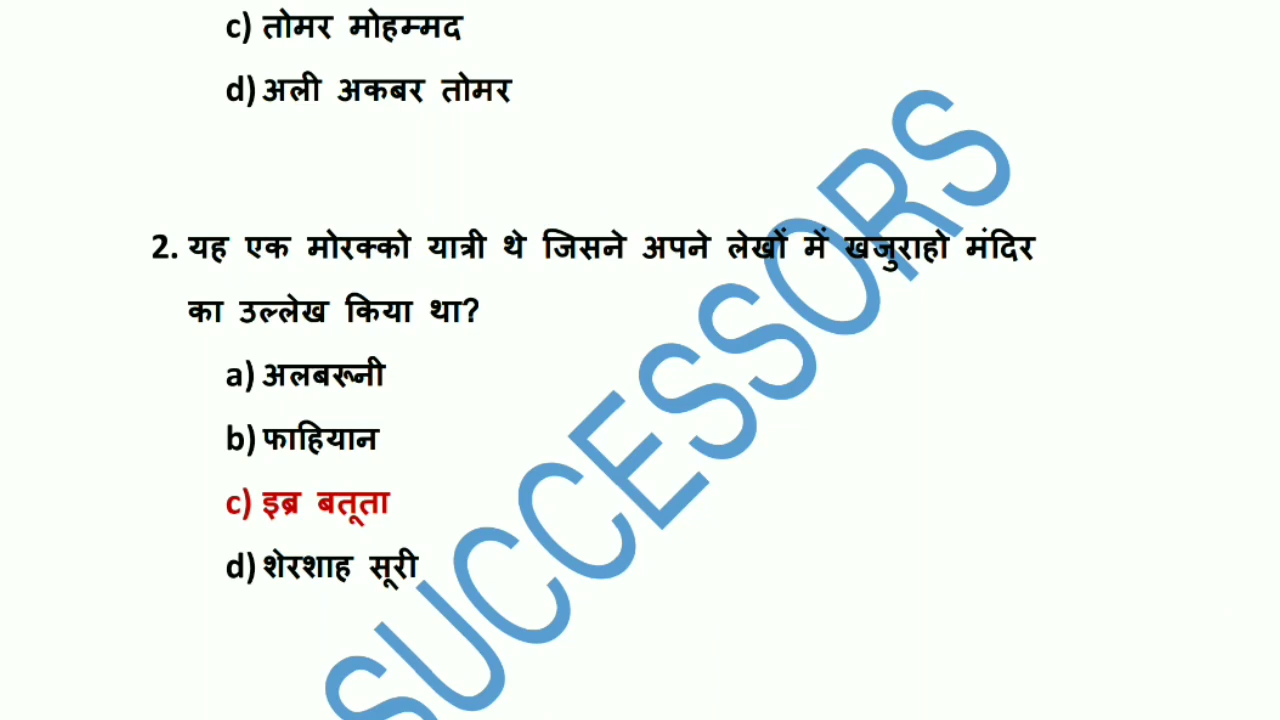 c) तोमर मोहम्मद
d) अली अकबर तोमर
2. यह एक मोरक्को यात्री थे जिसने अपने लेखों में खजुराहो मंदिर
का उल्लेख किया था?
a) अलबरूनी
b) फाहियान
c) इब्र बतूता
d) शेरशाह सूरी
SUCCESSORS